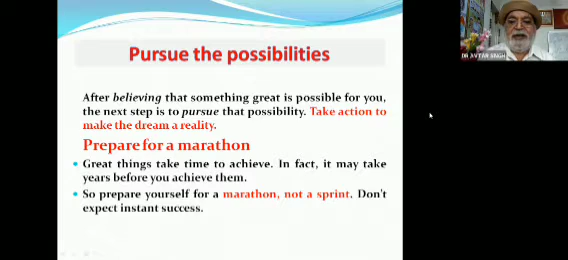 Pursue the possibilities
After believing that something great is possible for you,
the next step is to pursue that possibility. Take action to
make the dream a reality.
Prepare for a marathon
Great things take time to achieve. In fact, it may take
years before you achieve them.
So prepare yourself for a marathon, not a sprint. Don't
expect instant success.
DR AVTAR SINGH